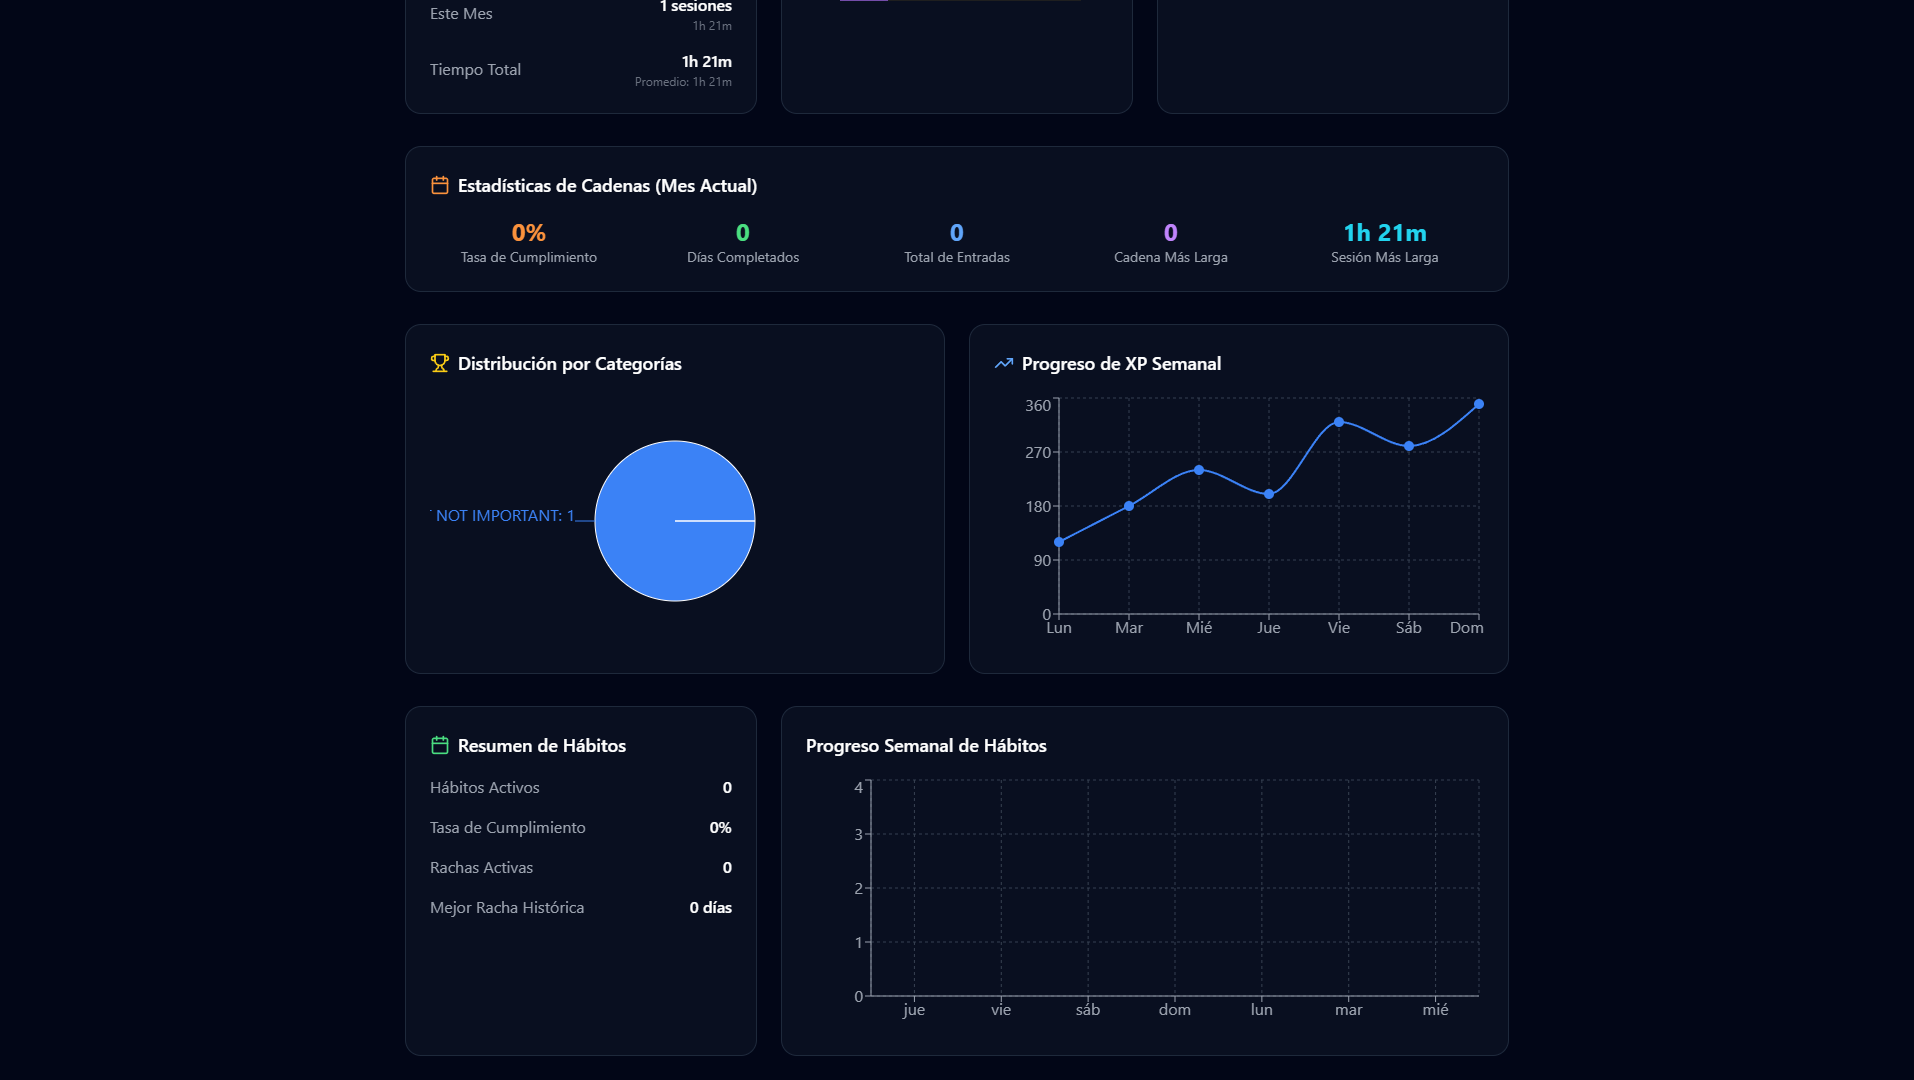 Este Mes
1 sesiones
1h 21m
Tiempo Total
1h 21m
Promedio: 1h 21m
Estadísticas de Cadenas (Mes Actual)
0%
Tasa de Cumplimiento
0
Días Completados
0
Total de Entradas
0
Cadena Más Larga
1h 21m
Sesión Más Larga
Distribución por Categorías
NOT IMPORTANT: 1
Progreso de XP Semanal
360
270
180
90
0
Lun Mar Mié Jue Vie Sáb Dom
Resumen de Hábitos
Hábitos Activos 0
Tasa de Cumplimiento 0%
Rachas Activas 0
Mejor Racha Histórica 0 días
Progreso Semanal de Hábitos
4
3
2
1
0
jue vie sáb dom lun mar mié